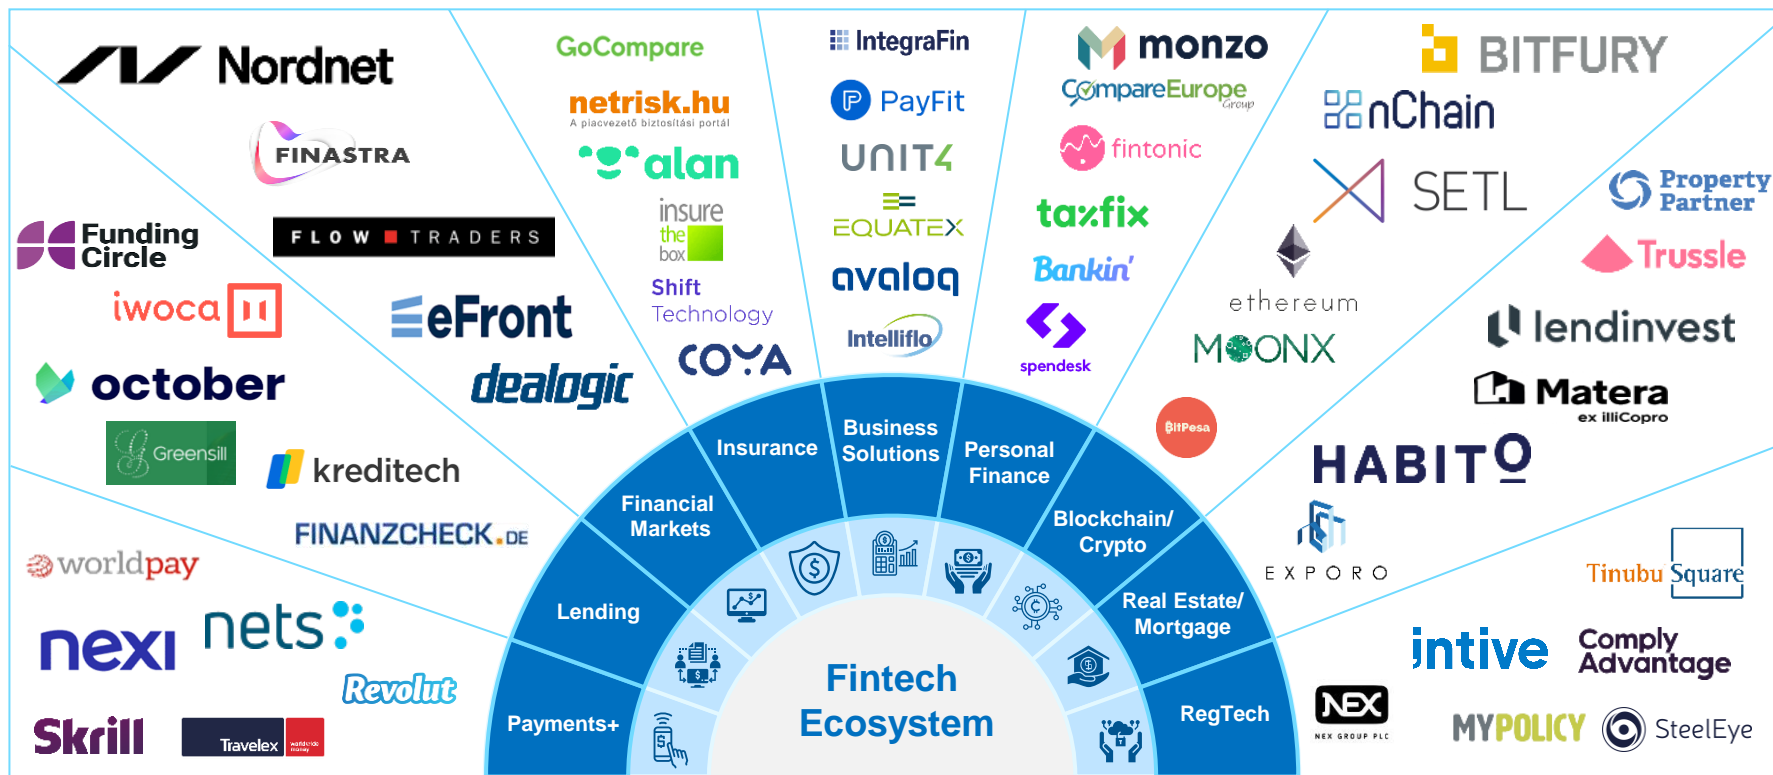 Nordnet
FINASTRA
FLOW TRADERS
eFront
dealogic
Funding
Circle
iwoca
october
Greensill
kreditech
FINANZCHECK.DE
worldpay
nexi
nets
Revolut
Skrill
Travelex
worldwide
money
GoCompare
netrisk.hu
A piacvezető biztosítási portál
alan
insure
the
box
Shift
Technology
COYA
IntegraFin
PayFit
UNIT4
EQUATEX
avaloq
Intelliflo
monzo
CompareEurope
Group
fintonic
taxfix
Bankin'
spendesk
BITFURY
nChain
SETL
ethereum
MOONX
BitPesa
Property
Partner
Trussle
lendinvest
Matera
ex illiCopro
HABITO
EXPORO
Tinubu Square
intive
Comply
Advantage
NEX
NEX GROUP PLC
MYPOLICY
SteelEye
Payments+
Lending
Financial
Markets
Insurance
Business
Solutions
Personal
Finance
Blockchain/
Crypto
Real Estate/
Mortgage
RegTech
Fintech
Ecosystem